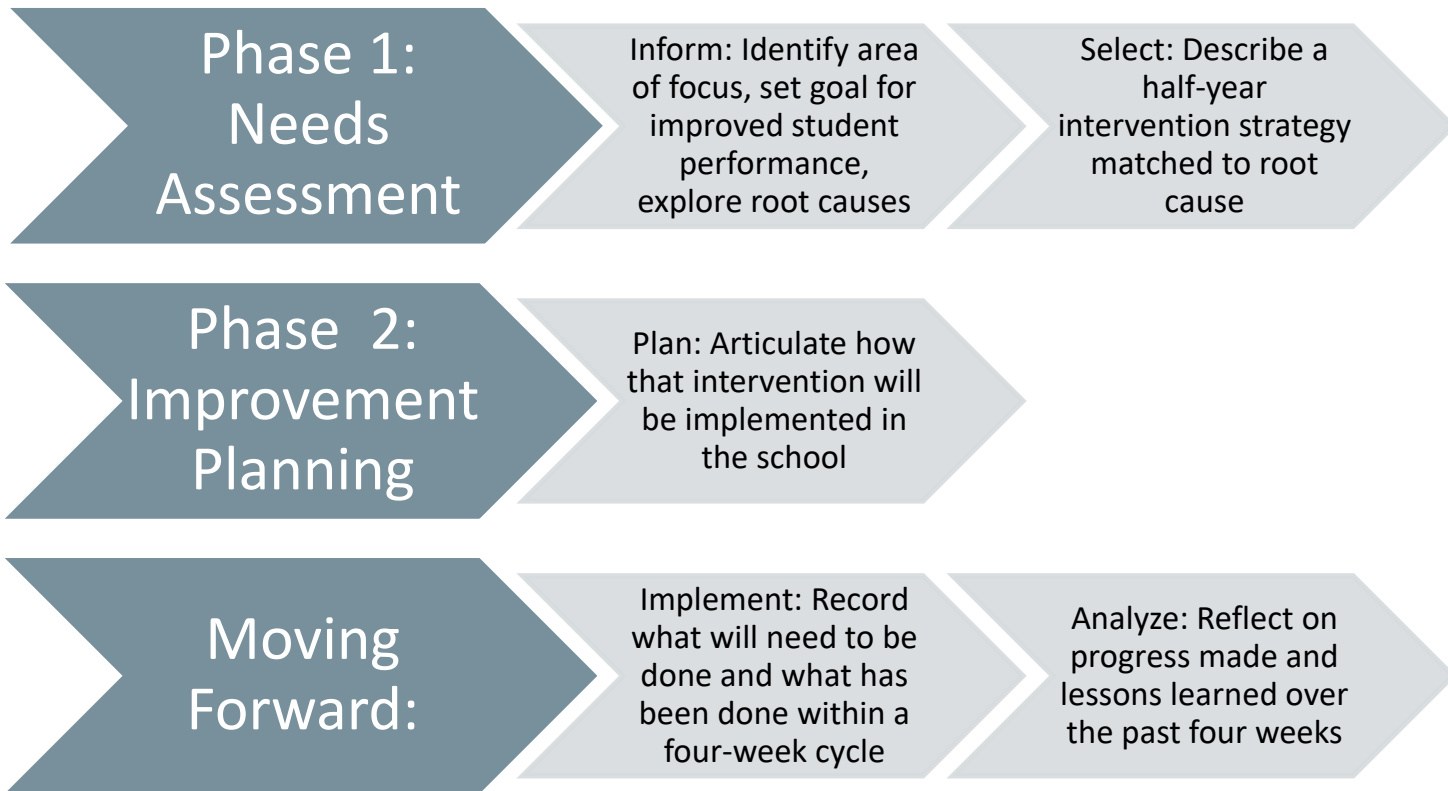 Phase 1:
Needs
Assessment
Inform: Identify area
of focus, set goal for
improved student
performance,
explore root causes
Select: Describe a
half-year
intervention strategy
matched to root
cause
Phase 2:
Improvement
Planning
Plan: Articulate how
that intervention will
be implemented in
the school
Moving
Forward:
Implement: Record
what will need to be
done and what has
been done within a
four-week cycle
Analyze: Reflect on
progress made and
lessons learned over
the past four weeks